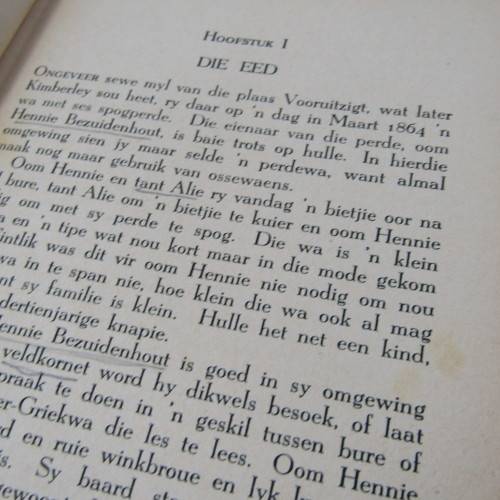 Hoofstuk I
DIE EED
Ongeveer sewe myl van die plaas Vooruitzigt, wat later
Kimberley sou heet, ry daar op 'n dag in Maart 1864 'n
wa met ses spogperde. Die eienaar van die perde, oom
Hennie Bezuidenhout, is baie trots op hulle. In hierdie
omgewing sien jy maar selde 'n perdewa, want almal
maak nog maar gebruik van ossewaens.
Oom Hennie en tant Alie ry vandag 'n bietjie oor na
bure, tant Alie om 'n bietjie te kuier en oom Hennie
om met sy perde te spog. Die wa is 'n klein
en 'n tipe wat nou kort maar in die mode gekom
was dit vir oom Hennie nie nodig om nou
wa in te span nie, hoe klein die wa ook al mag
sy familie is klein. Hulle het net een kind,
dertienjarige knapie.
Hennie Bezuidenhout is goed in sy omgewing
veldkornet word hy dikwels besoek, of laat
te doen in 'n geskil tussen bure of
Griekwa die les te lees. Oom Hennie
en ruie winkbroue en lyk
Sy baard